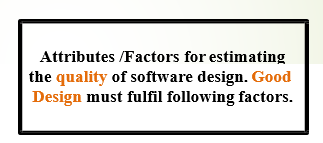 Attributes /Factors for estimating
the quality of software design. Good
Design must fulfil following factors.